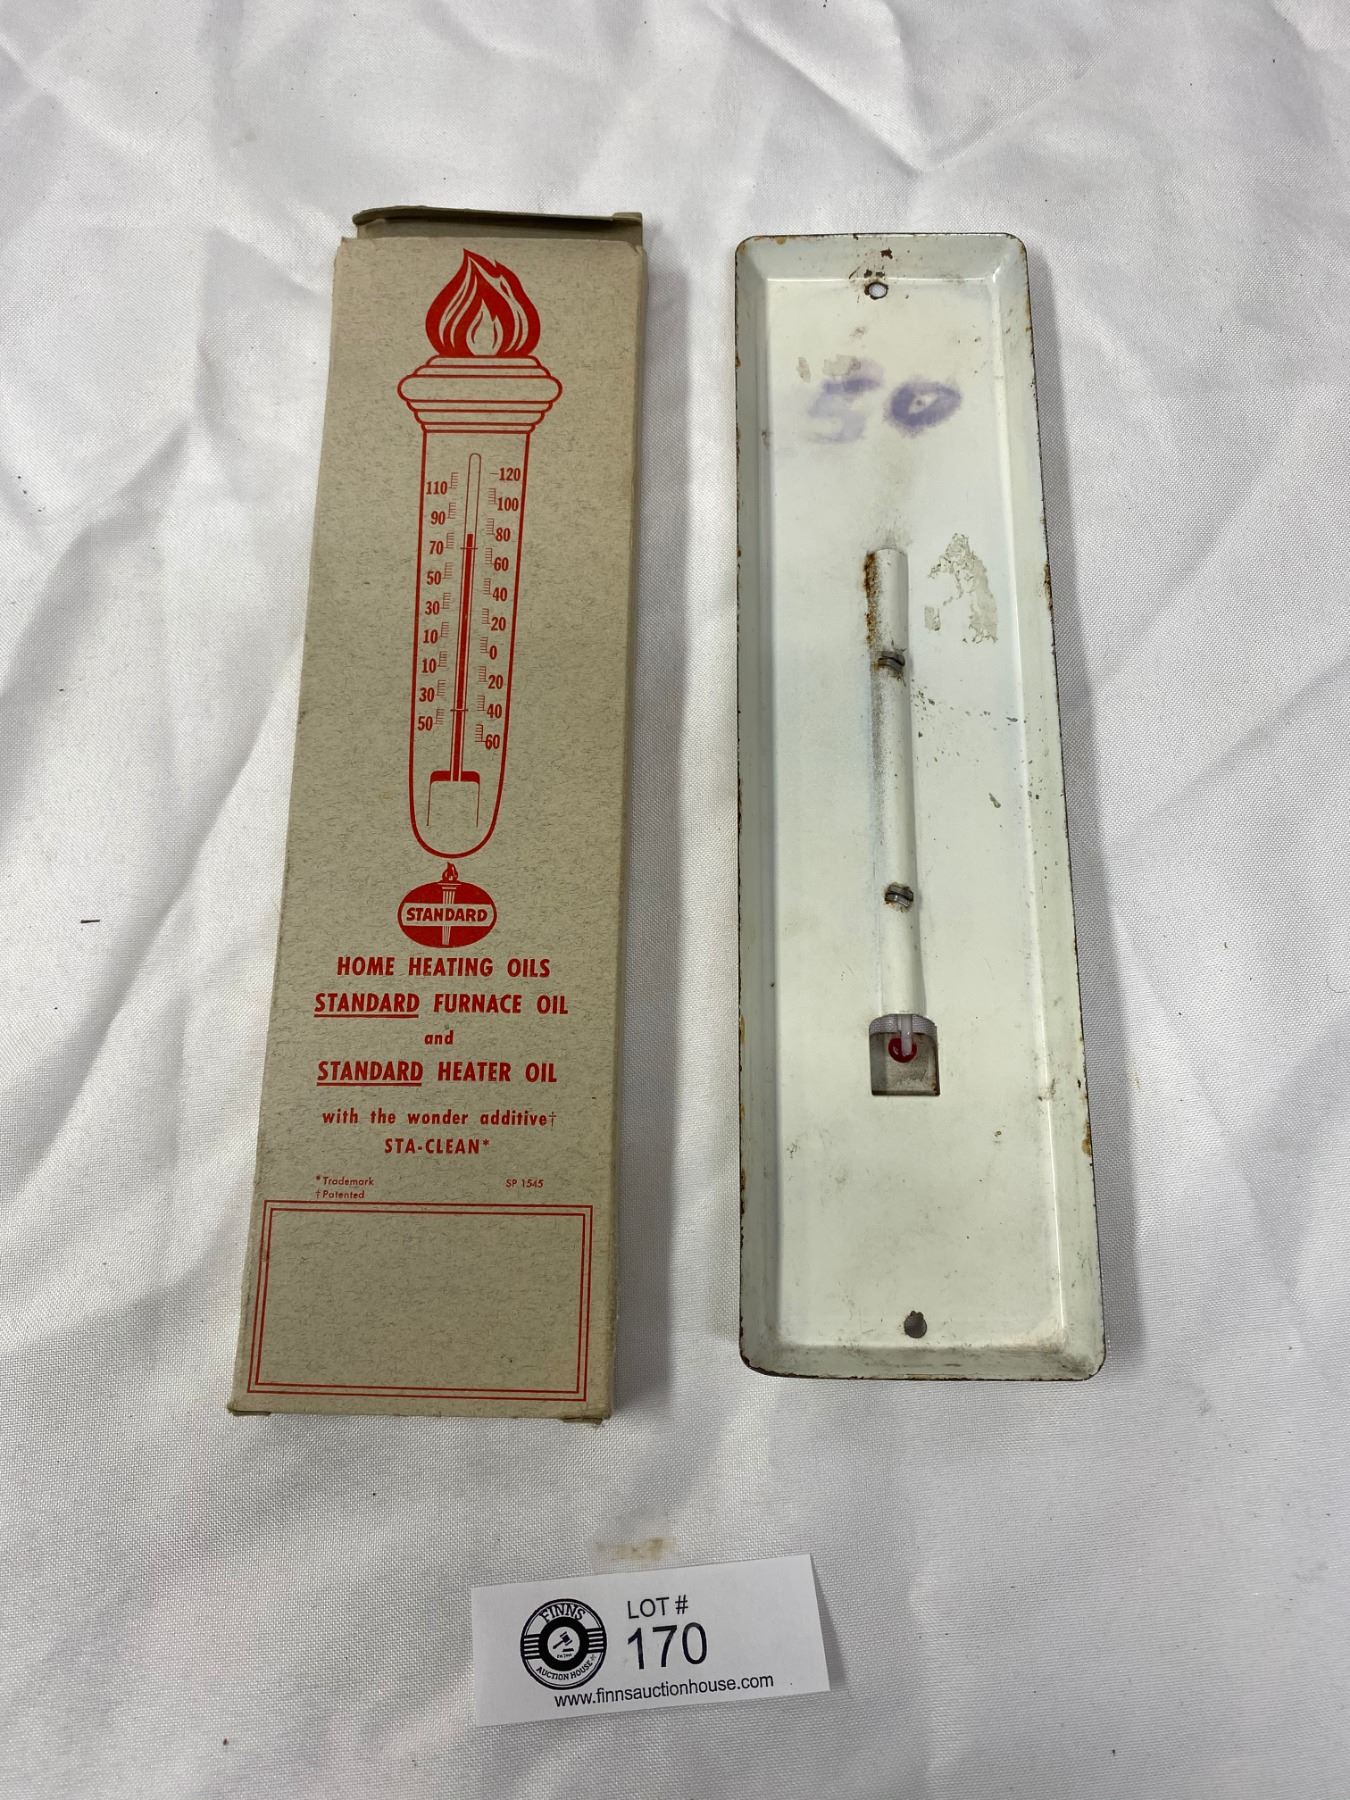 110
90
70
50
30
10
10
30
50
120
100
80
60
40
20
0
20
40
60
STANDARD
HOME HEATING OILS
STANDARD FURNACE OIL
and
STANDARD HEATER OIL
with the wonder additive†
STA-CLEAN*
*Trademark
†Patented
SP 1545
50
FINNS
AUCTION HOUSE
LOT #
170
www.finnsauctionhouse.com